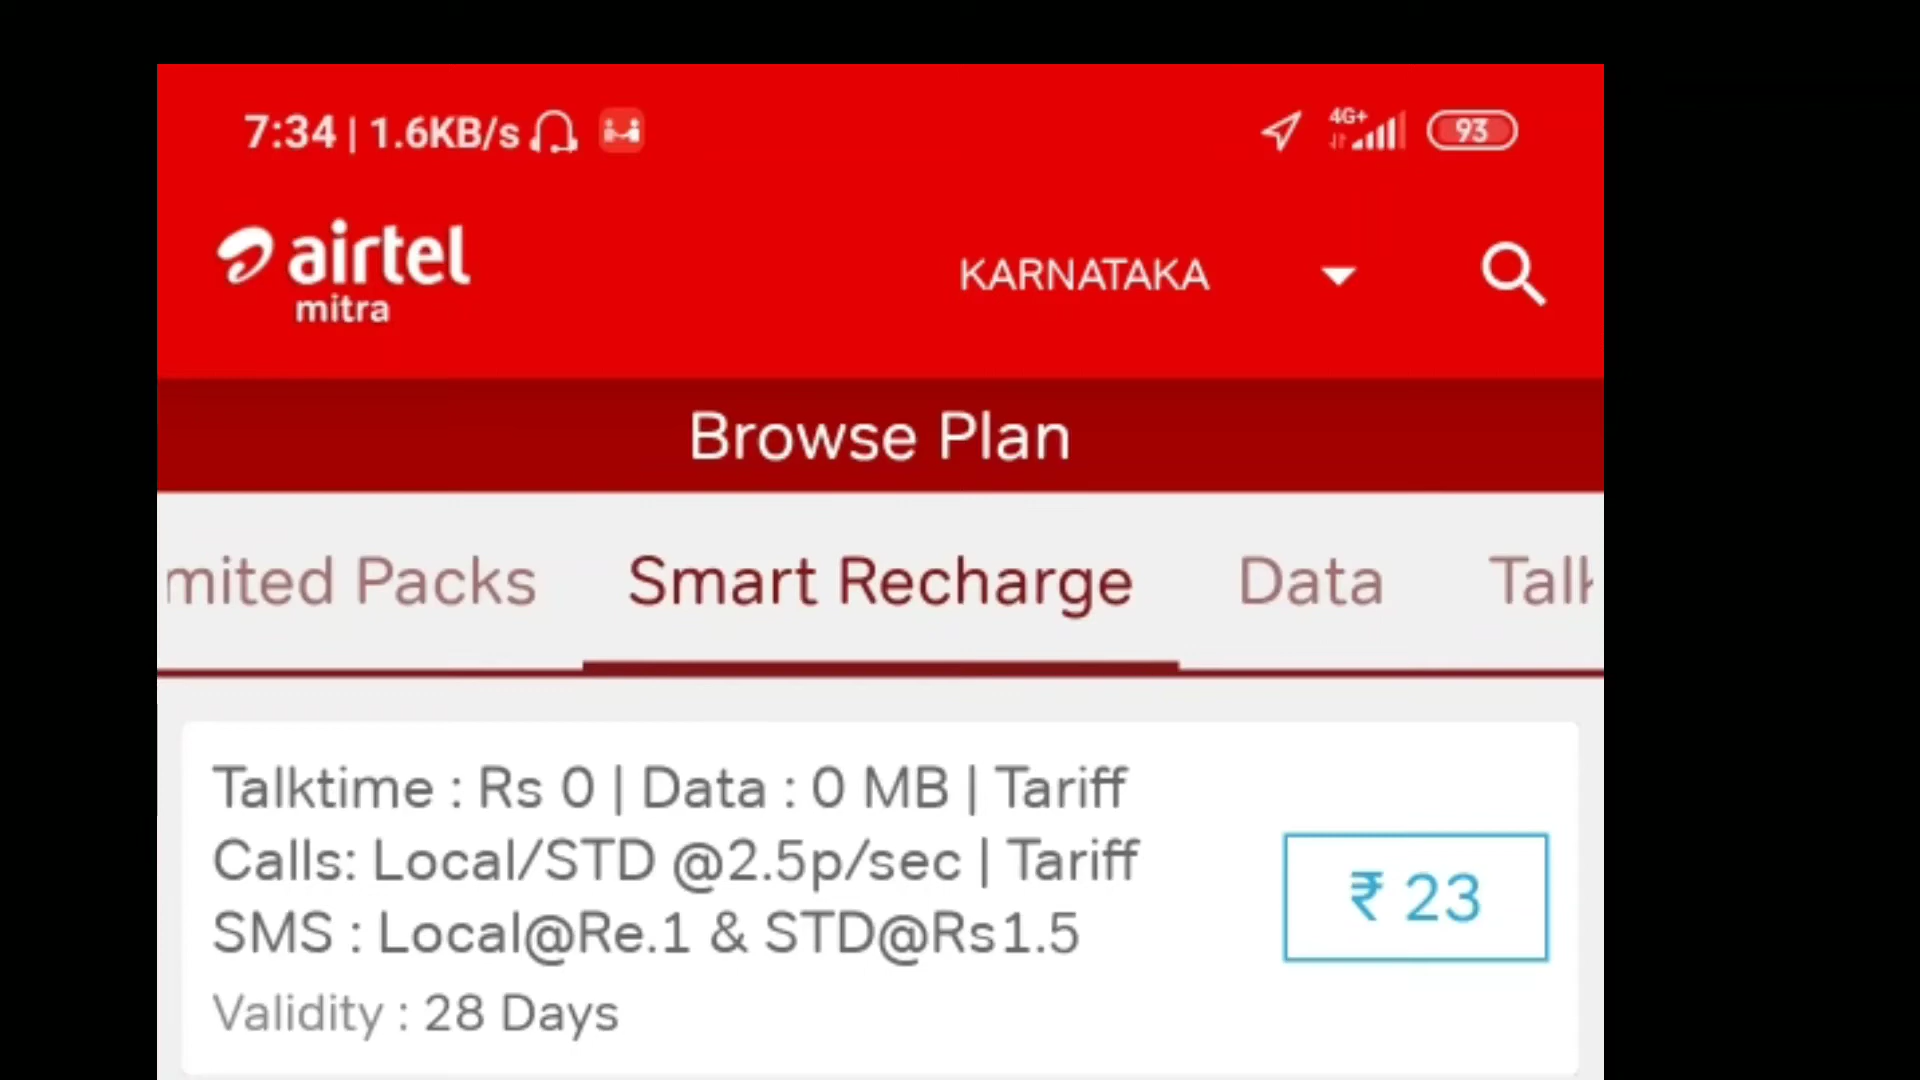 7:34 | 1.6KB/s 4G+ 93
airtel
mitra
KARNATAKA
Browse Plan
mited Packs Smart Recharge Data Talk
Talktime : Rs 0 | Data : 0 MB | Tariff
Calls: Local/STD @2.5p/sec | Tariff
SMS : Local@Re.1 & STD@Rs1.5
Validity : 28 Days
₹ 23